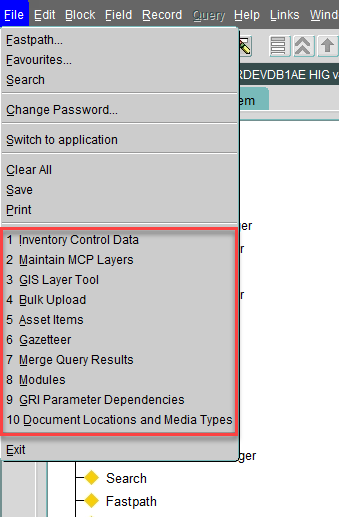 File Edit Block Field Record Query Help Links Wind
Fastpath...
Favourites...
Search
RDEVDB1AE HIG v
em
Change Password...
Switch to application
Clear All
Save
Print
1 Inventory Control Data
2 Maintain MCP Layers
3 GIS Layer Tool
4 Bulk Upload
5 Asset Items
6 Gazetteer
7 Merge Query Results
8 Modules
9 GRI Parameter Dependencies
10 Document Locations and Media Types
Exit
ger
r
ger
r
ger
Search
Fastpath